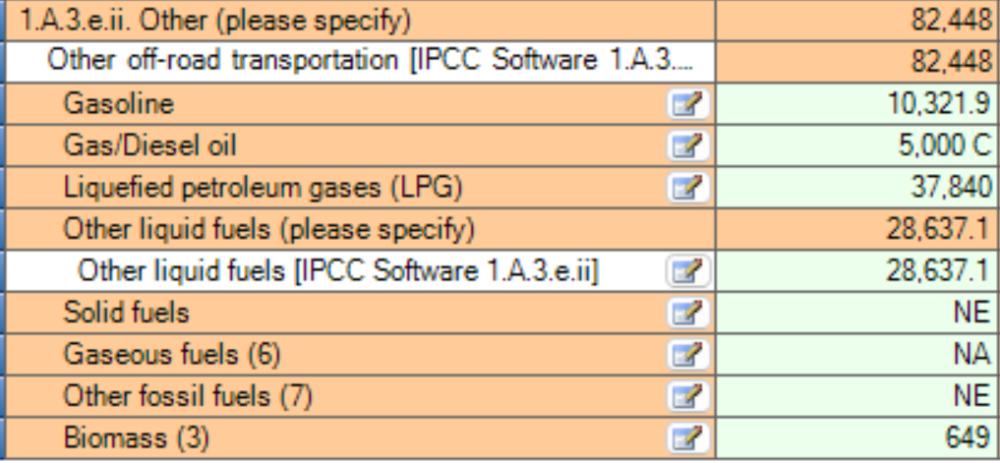 1.A.3.e.ii. Other (please specify) 82,448
Other off-road transportation [IPCC Software 1.A.3.... 82,448
Gasoline 10,321.9
Gas/Diesel oil 5,000 C
Liquefied petroleum gases (LPG) 37,840
Other liquid fuels (please specify) 28,637.1
Other liquid fuels [IPCC Software 1.A.3.e.ii] 28,637.1
Solid fuels NE
Gaseous fuels (6) NA
Other fossil fuels (7) NE
Biomass (3) 649